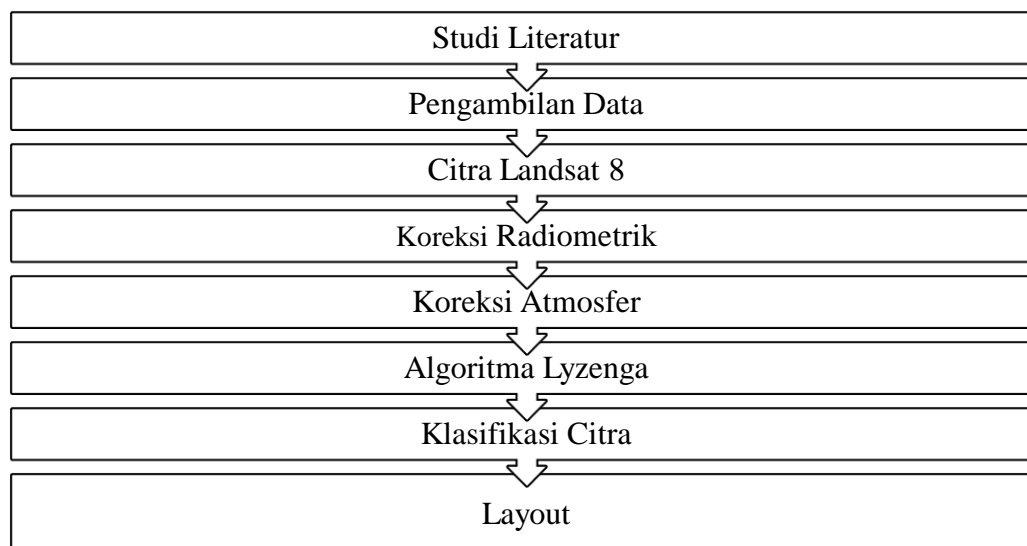 Studi Literatur
Pengambilan Data
Citra Landsat 8
Koreksi Radiometrik
Koreksi Atmosfer
Algoritma Lyzenga
Klasifikasi Citra
Layout